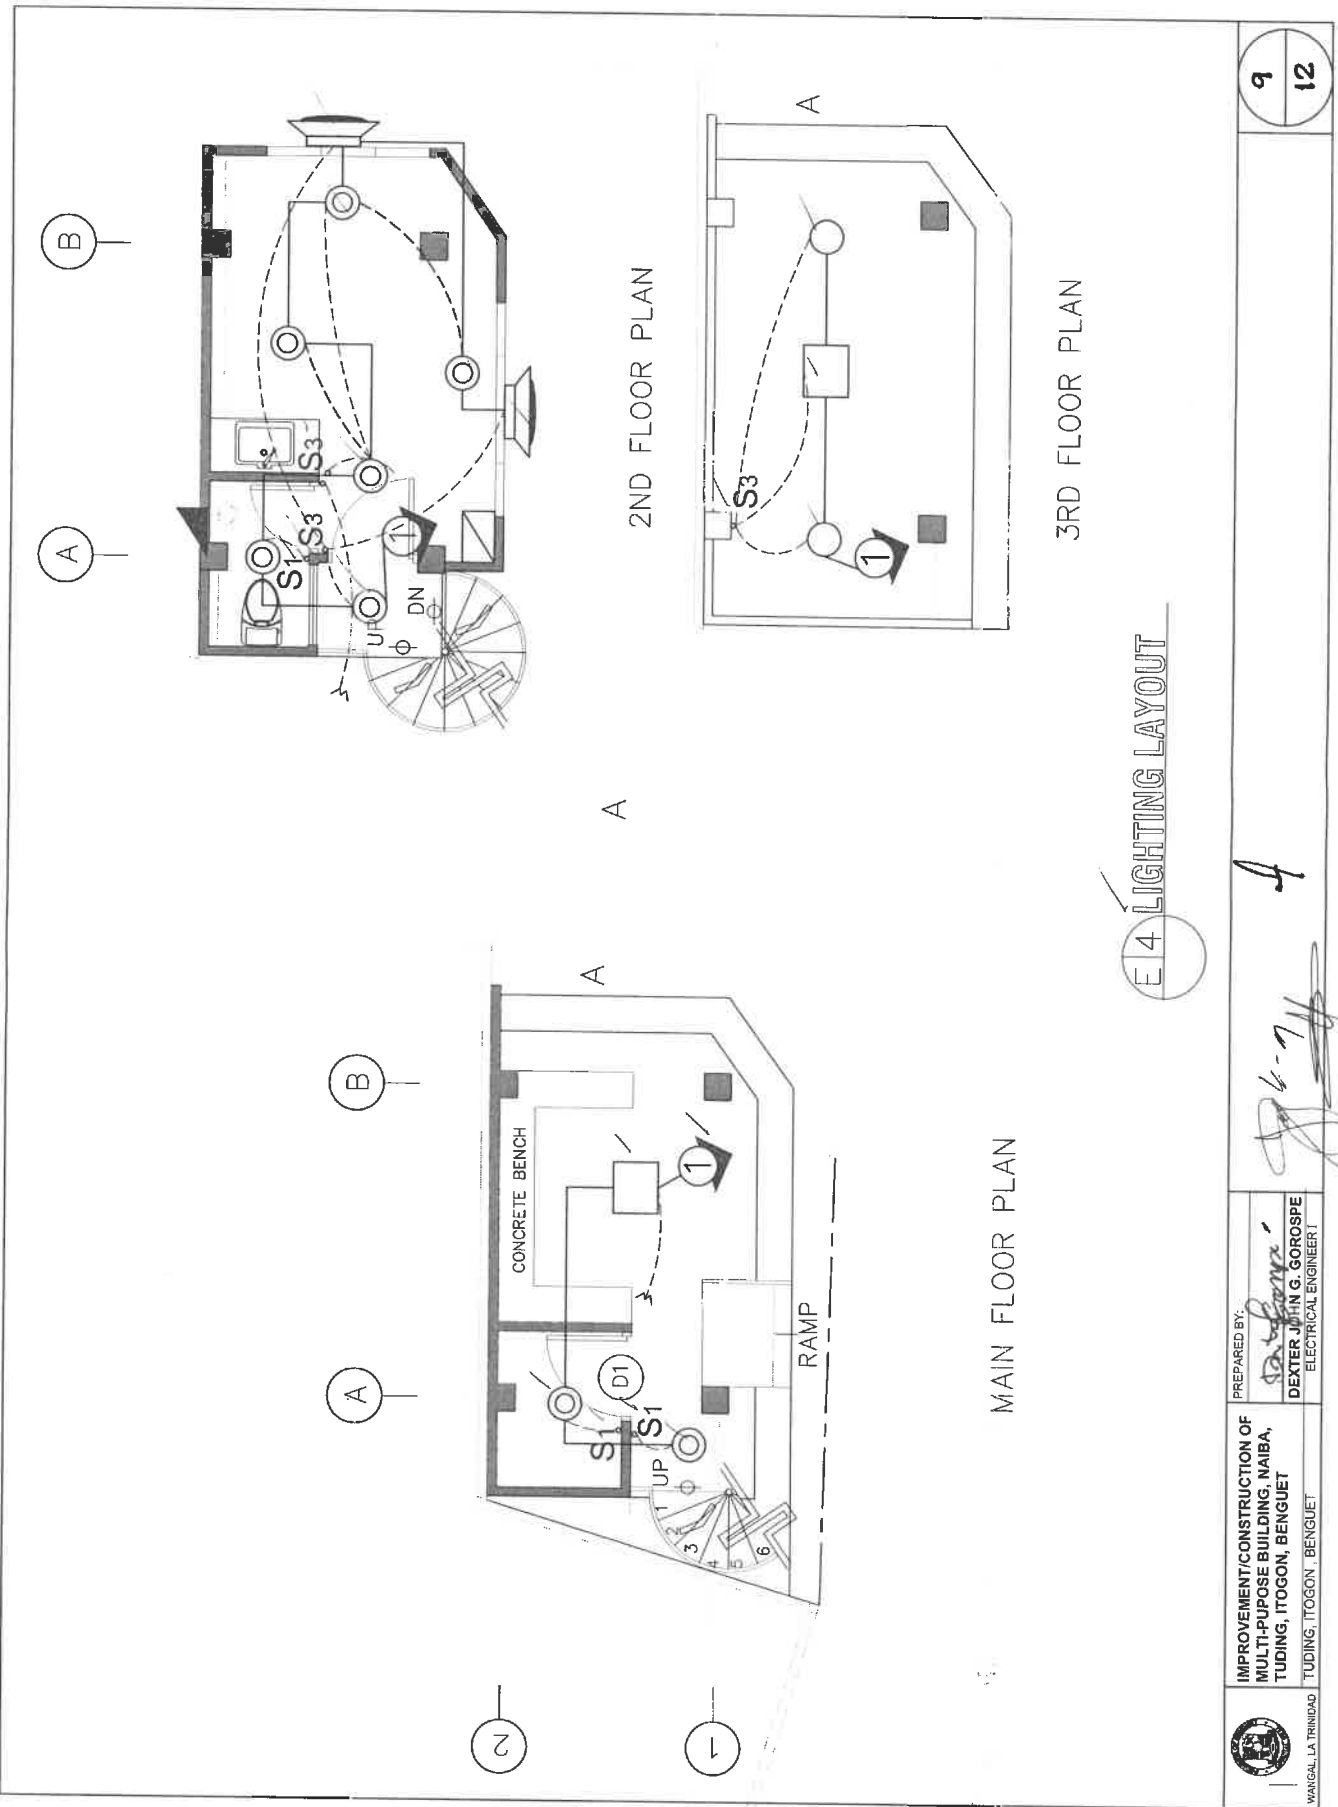 B
A
S3
S3
S1
1
UP
DN
2ND FLOOR PLAN
A
S3
1
3RD FLOOR PLAN
A
B
A
A
CONCRETE BENCH
1
D1
S1
S1
UP
1
2
3
4
5
6
RAMP
MAIN FLOOR PLAN
2
1
E 4 LIGHTING LAYOUT
WANGAL, LA TRINIDAD
IMPROVEMENT/CONSTRUCTION OF
MULTI-PUPOSE BUILDING, NAIBA,
TUDING, ITOGON, BENGUET
TUDING, ITOGON , BENGUET
PREPARED BY:
DEXTER JOHN G. GOROSPE
ELECTRICAL ENGINEER I
9
12